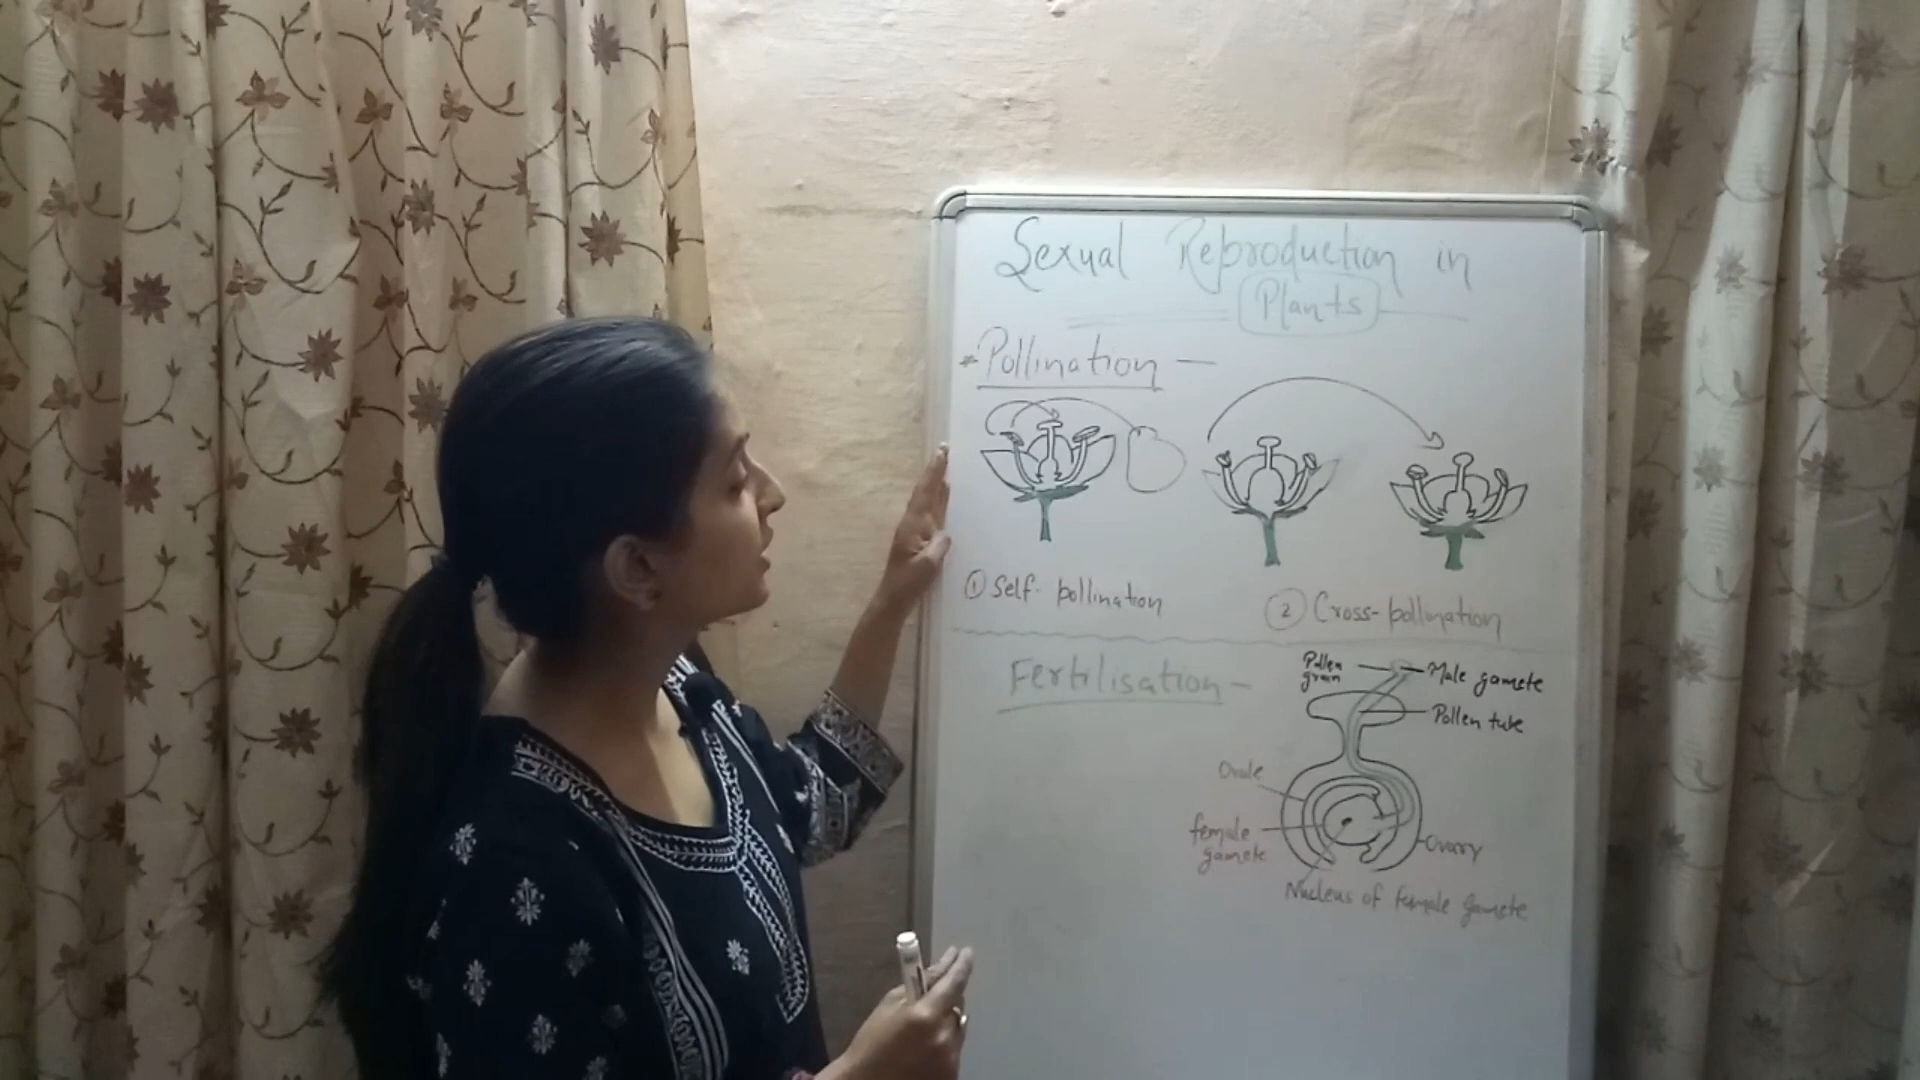 Sexual Reproduction in
Plants
*Pollination —
① Self-pollination
② Cross-pollination
Fertilisation —
Pollen
grain
Male gamete
Pollen tube
Ovule
female
gamete
Ovary
Nucleus of female gamete